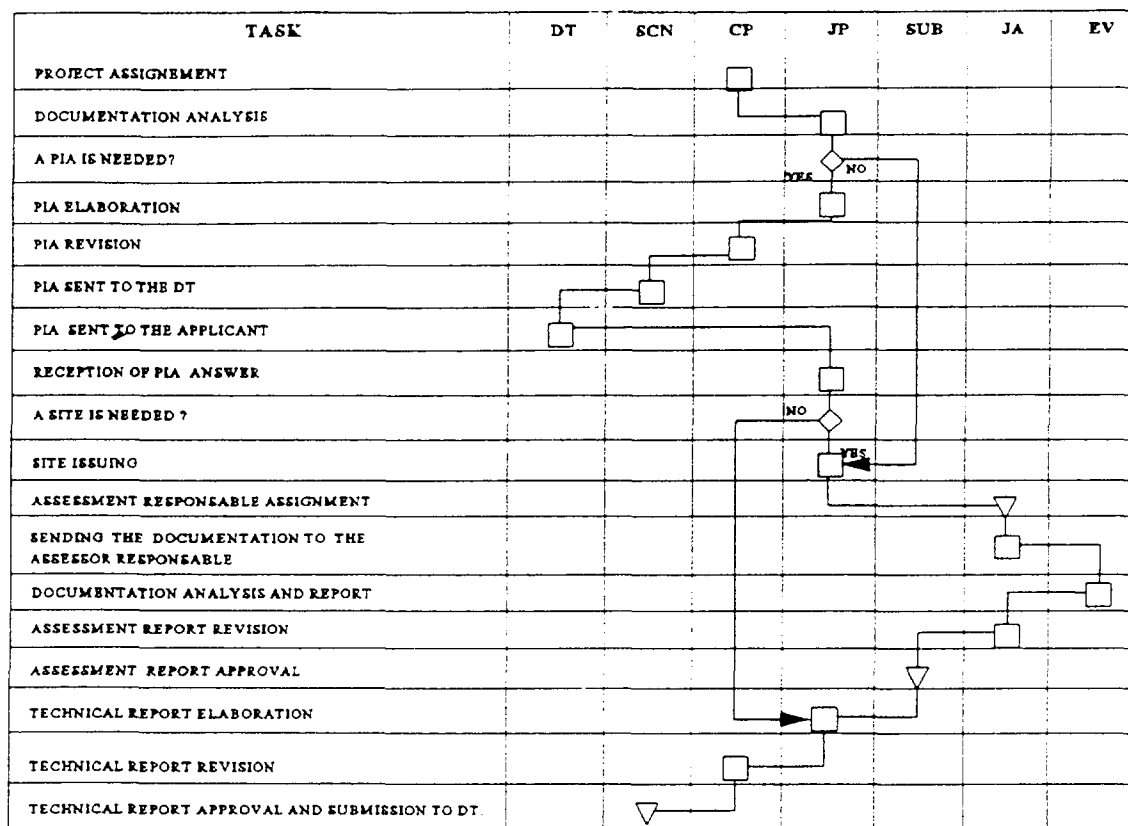 TASK DT SCN CP JP SUB JA EV
PROJECT ASSIGNEMENT
DOCUMENTATION ANALYSIS
A PIA IS NEEDED?
NO
YES
PIA ELABORATION
PIA REVISION
PIA SENT TO THE DT
PIA SENT TO THE APPLICANT
RECEPTION OF PIA ANSWER
A SITE IS NEEDED ?
NO
SITE ISSUING
YES
ASSESSMENT RESPONSABLE ASSIGNMENT
SENDING THE DOCUMENTATION TO THE
ASSESSOR RESPONSABLE
DOCUMENTATION ANALYSIS AND REPORT
ASSESSMENT REPORT REVISION
ASSESSMENT REPORT APPROVAL
TECHNICAL REPORT ELABORATION
TECHNICAL REPORT REVISION
TECHNICAL REPORT APPROVAL AND SUBMISSION TO DT.